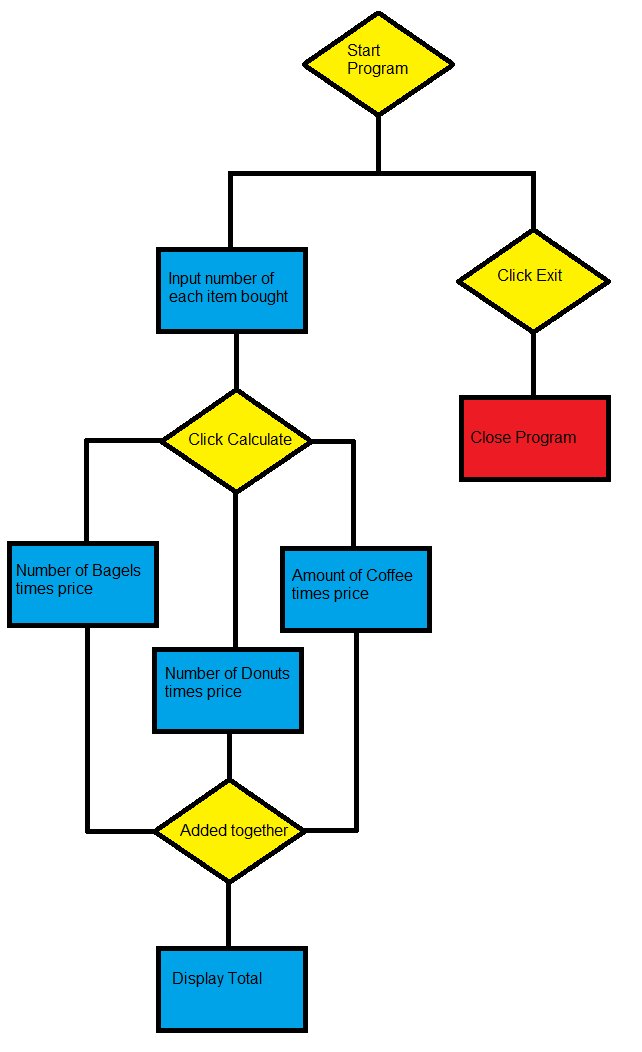 Start
Program
Input number of
each item bought
Click Exit
Click Calculate
Close Program
Number of Bagels
times price
Amount of Coffee
times price
Number of Donuts
times price
Added together
Display Total